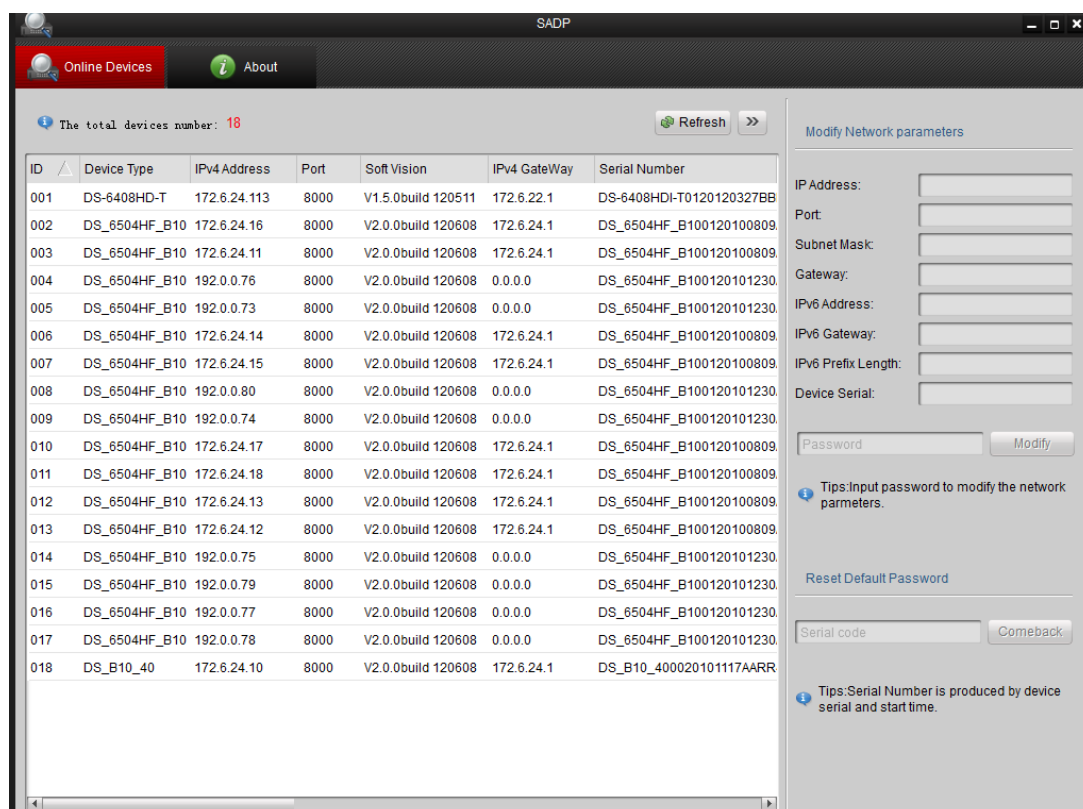 SADP
Online Devices About
The total devices number: 18 Refresh »
ID Device Type IPv4 Address Port Soft Vision IPv4 GateWay Serial Number
001 DS-6408HD-T 172.6.24.113 8000 V1.5.0build 120511 172.6.22.1 DS-6408HDI-T0120120327BB
002 DS_6504HF_B10 172.6.24.16 8000 V2.0.0build 120608 172.6.24.1 DS_6504HF_B100120100809.
003 DS_6504HF_B10 172.6.24.11 8000 V2.0.0build 120608 172.6.24.1 DS_6504HF_B100120100809.
004 DS_6504HF_B10 192.0.0.76 8000 V2.0.0build 120608 0.0.0.0 DS_6504HF_B100120101230.
005 DS_6504HF_B10 192.0.0.73 8000 V2.0.0build 120608 0.0.0.0 DS_6504HF_B100120101230.
006 DS_6504HF_B10 172.6.24.14 8000 V2.0.0build 120608 172.6.24.1 DS_6504HF_B100120100809.
007 DS_6504HF_B10 172.6.24.15 8000 V2.0.0build 120608 172.6.24.1 DS_6504HF_B100120100809.
008 DS_6504HF_B10 192.0.0.80 8000 V2.0.0build 120608 0.0.0.0 DS_6504HF_B100120101230.
009 DS_6504HF_B10 192.0.0.74 8000 V2.0.0build 120608 0.0.0.0 DS_6504HF_B100120101230.
010 DS_6504HF_B10 172.6.24.17 8000 V2.0.0build 120608 172.6.24.1 DS_6504HF_B100120100809.
011 DS_6504HF_B10 172.6.24.18 8000 V2.0.0build 120608 172.6.24.1 DS_6504HF_B100120100809.
012 DS_6504HF_B10 172.6.24.13 8000 V2.0.0build 120608 172.6.24.1 DS_6504HF_B100120100809.
013 DS_6504HF_B10 172.6.24.12 8000 V2.0.0build 120608 172.6.24.1 DS_6504HF_B100120100809.
014 DS_6504HF_B10 192.0.0.75 8000 V2.0.0build 120608 0.0.0.0 DS_6504HF_B100120101230.
015 DS_6504HF_B10 192.0.0.79 8000 V2.0.0build 120608 0.0.0.0 DS_6504HF_B100120101230.
016 DS_6504HF_B10 192.0.0.77 8000 V2.0.0build 120608 0.0.0.0 DS_6504HF_B100120101230.
017 DS_6504HF_B10 192.0.0.78 8000 V2.0.0build 120608 0.0.0.0 DS_6504HF_B100120101230.
018 DS_B10_40 172.6.24.10 8000 V2.0.0build 120608 172.6.24.1 DS_B10_400020101117AARR
Modify Network parameters
IP Address:
Port:
Subnet Mask:
Gateway:
IPv6 Address:
IPv6 Gateway:
IPv6 Prefix Length:
Device Serial:
Password Modify
Tips:Input password to modify the network
parmeters.
Reset Default Password
Serial code Comeback
Tips:Serial Number is produced by device
serial and start time.